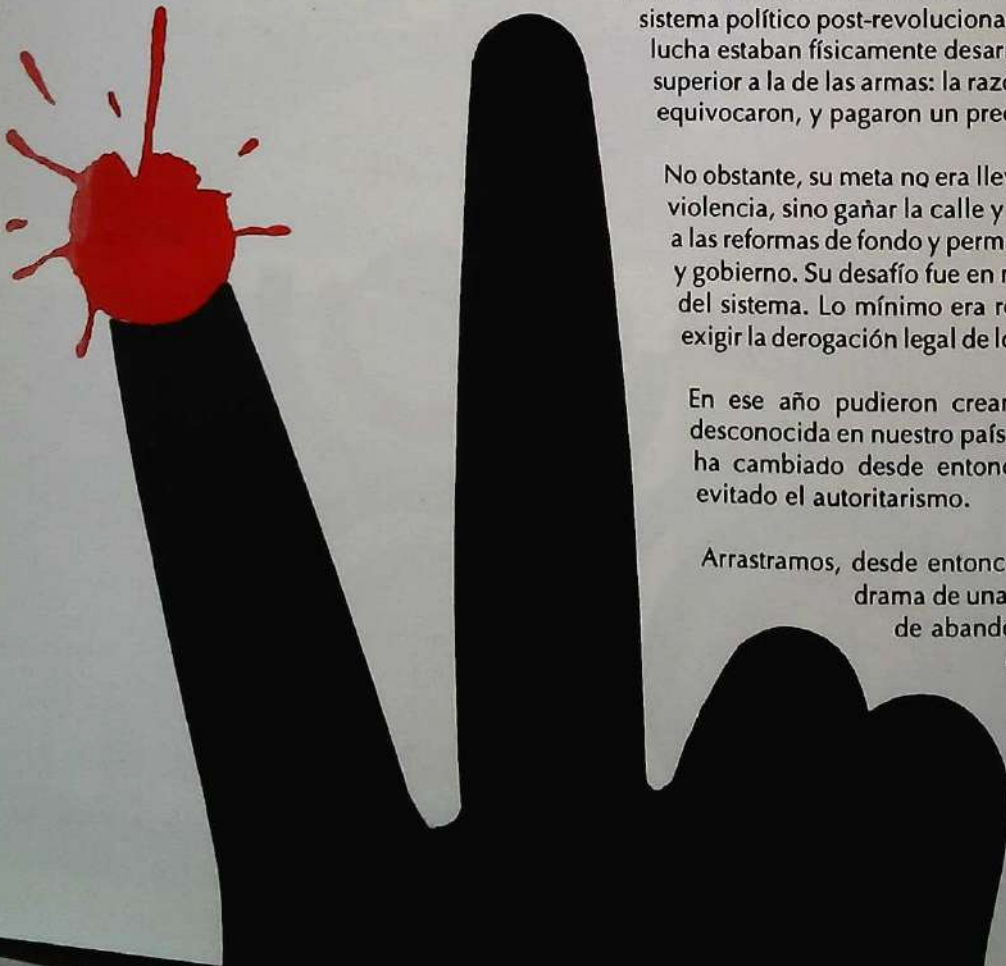 sistema político post-revoluciona
lucha estaban físicamente desar
superior a la de las armas: la raz
equivocaron, y pagaron un pre
No obstante, su meta no era lle
violencia, sino gañar la calle y
a las reformas de fondo y perm
y gobierno. Su desafío fue en
del sistema. Lo mínimo era r
exigir la derogación legal de l
En ese año pudieron crear
desconocida en nuestro país
ha cambiado desde enton
evitado el autoritarismo.
Arrastramos, desde entonc
drama de una
de aband